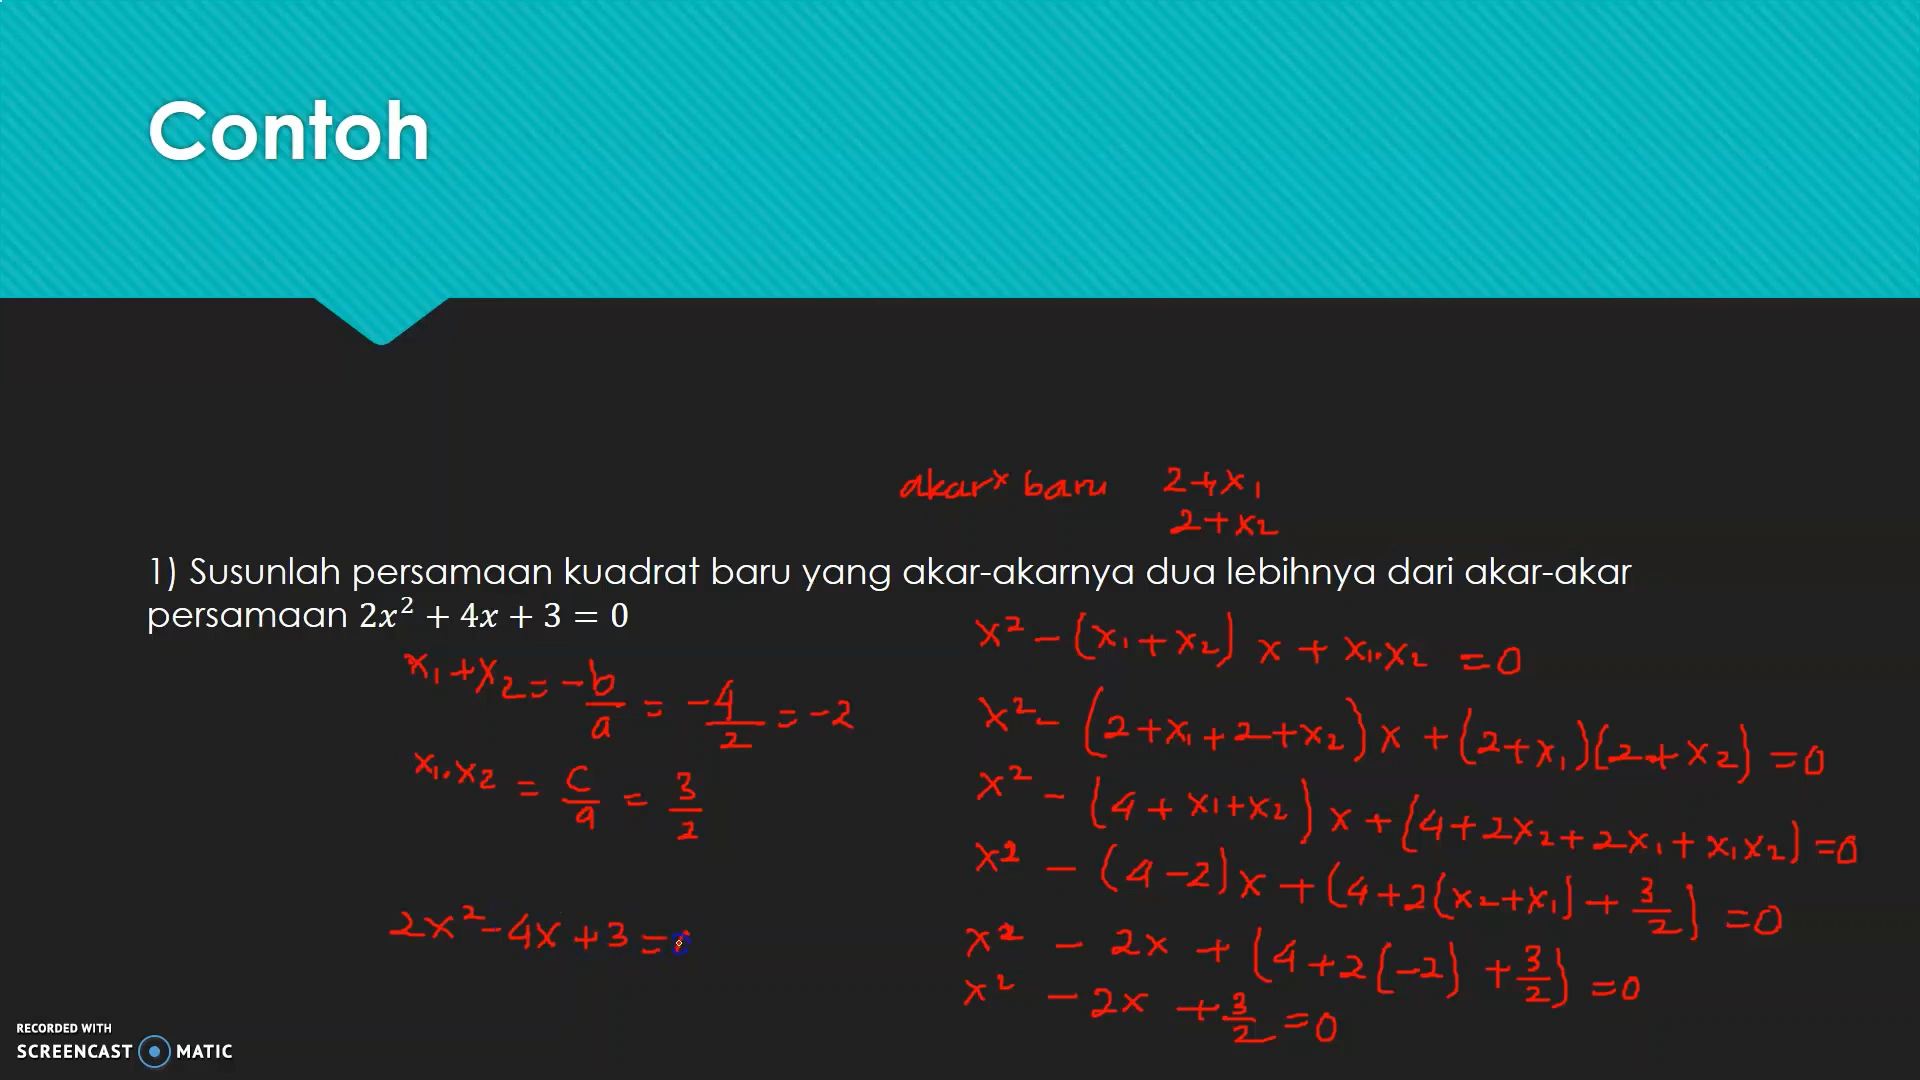 Contoh
akar² baru 2+x₁
2+x₂
1) Susunlah persamaan kuadrat baru yang akar-akarnya dua lebihnya dari akar-akar
persamaan 2x² + 4x + 3 = 0
x₁+x₂ = -b/a = -4/2 = -2
x₁.x₂ = c/a = 3/2
2x² - 4x + 3 = 0
x² - (x₁+x₂) x + x₁.x₂ = 0
x² - (2+x₁+2+x₂) x + (2+x₁)(2+x₂) = 0
x² - (4+x₁+x₂) x + (4+2x₂+2x₁+x₁x₂) = 0
x² - (4-2) x + (4+2(x₂+x₁) + 3/2) = 0
x² - 2x + (4+2(-2) + 3/2) = 0
x² - 2x + 3/2 = 0
RECORDED WITH
SCREENCAST MATIC